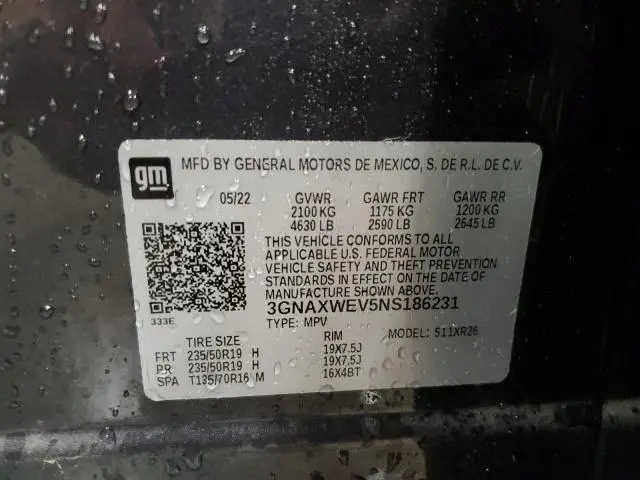 gm MFD BY GENERAL MOTORS DE MEXICO, S. DE R.L. DE C.V.
05/22 GVWR GAWR FRT GAWR RR
2100 KG 1175 KG 1200 KG
4630 LB 2590 LB 2645 LB
THIS VEHICLE CONFORMS TO ALL
APPLICABLE U.S. FEDERAL MOTOR
VEHICLE SAFETY AND THEFT PREVENTION
STANDARDS IN EFFECT ON THE DATE OF
MANUFACTURE SHOWN ABOVE.
333E 3GNAXWEV5NS186231
TYPE: MPV MODEL: 511XR26
TIRE SIZE RIM
FRT 235/50R19 H 19X7.5J
RR 235/50R19 H 19X7.5J
SPA T135/70R16 M 16X4BT